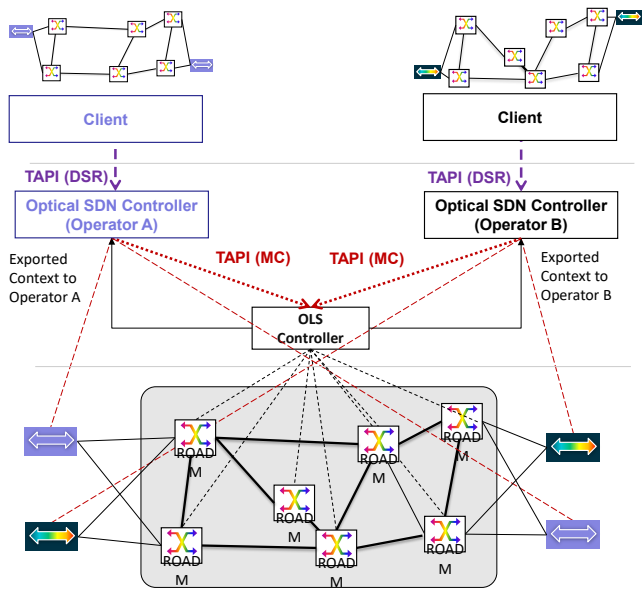 Client
Client
TAPI (DSR)
TAPI (DSR)
Optical SDN Controller
(Operator A)
Optical SDN Controller
(Operator B)
Exported
Context to
Operator A
TAPI (MC)
TAPI (MC)
Exported
Context to
Operator B
OLS
Controller
ROAD
M
ROAD
M
ROAD
M
ROAD
M
ROAD
M
ROAD
M
ROAD
M